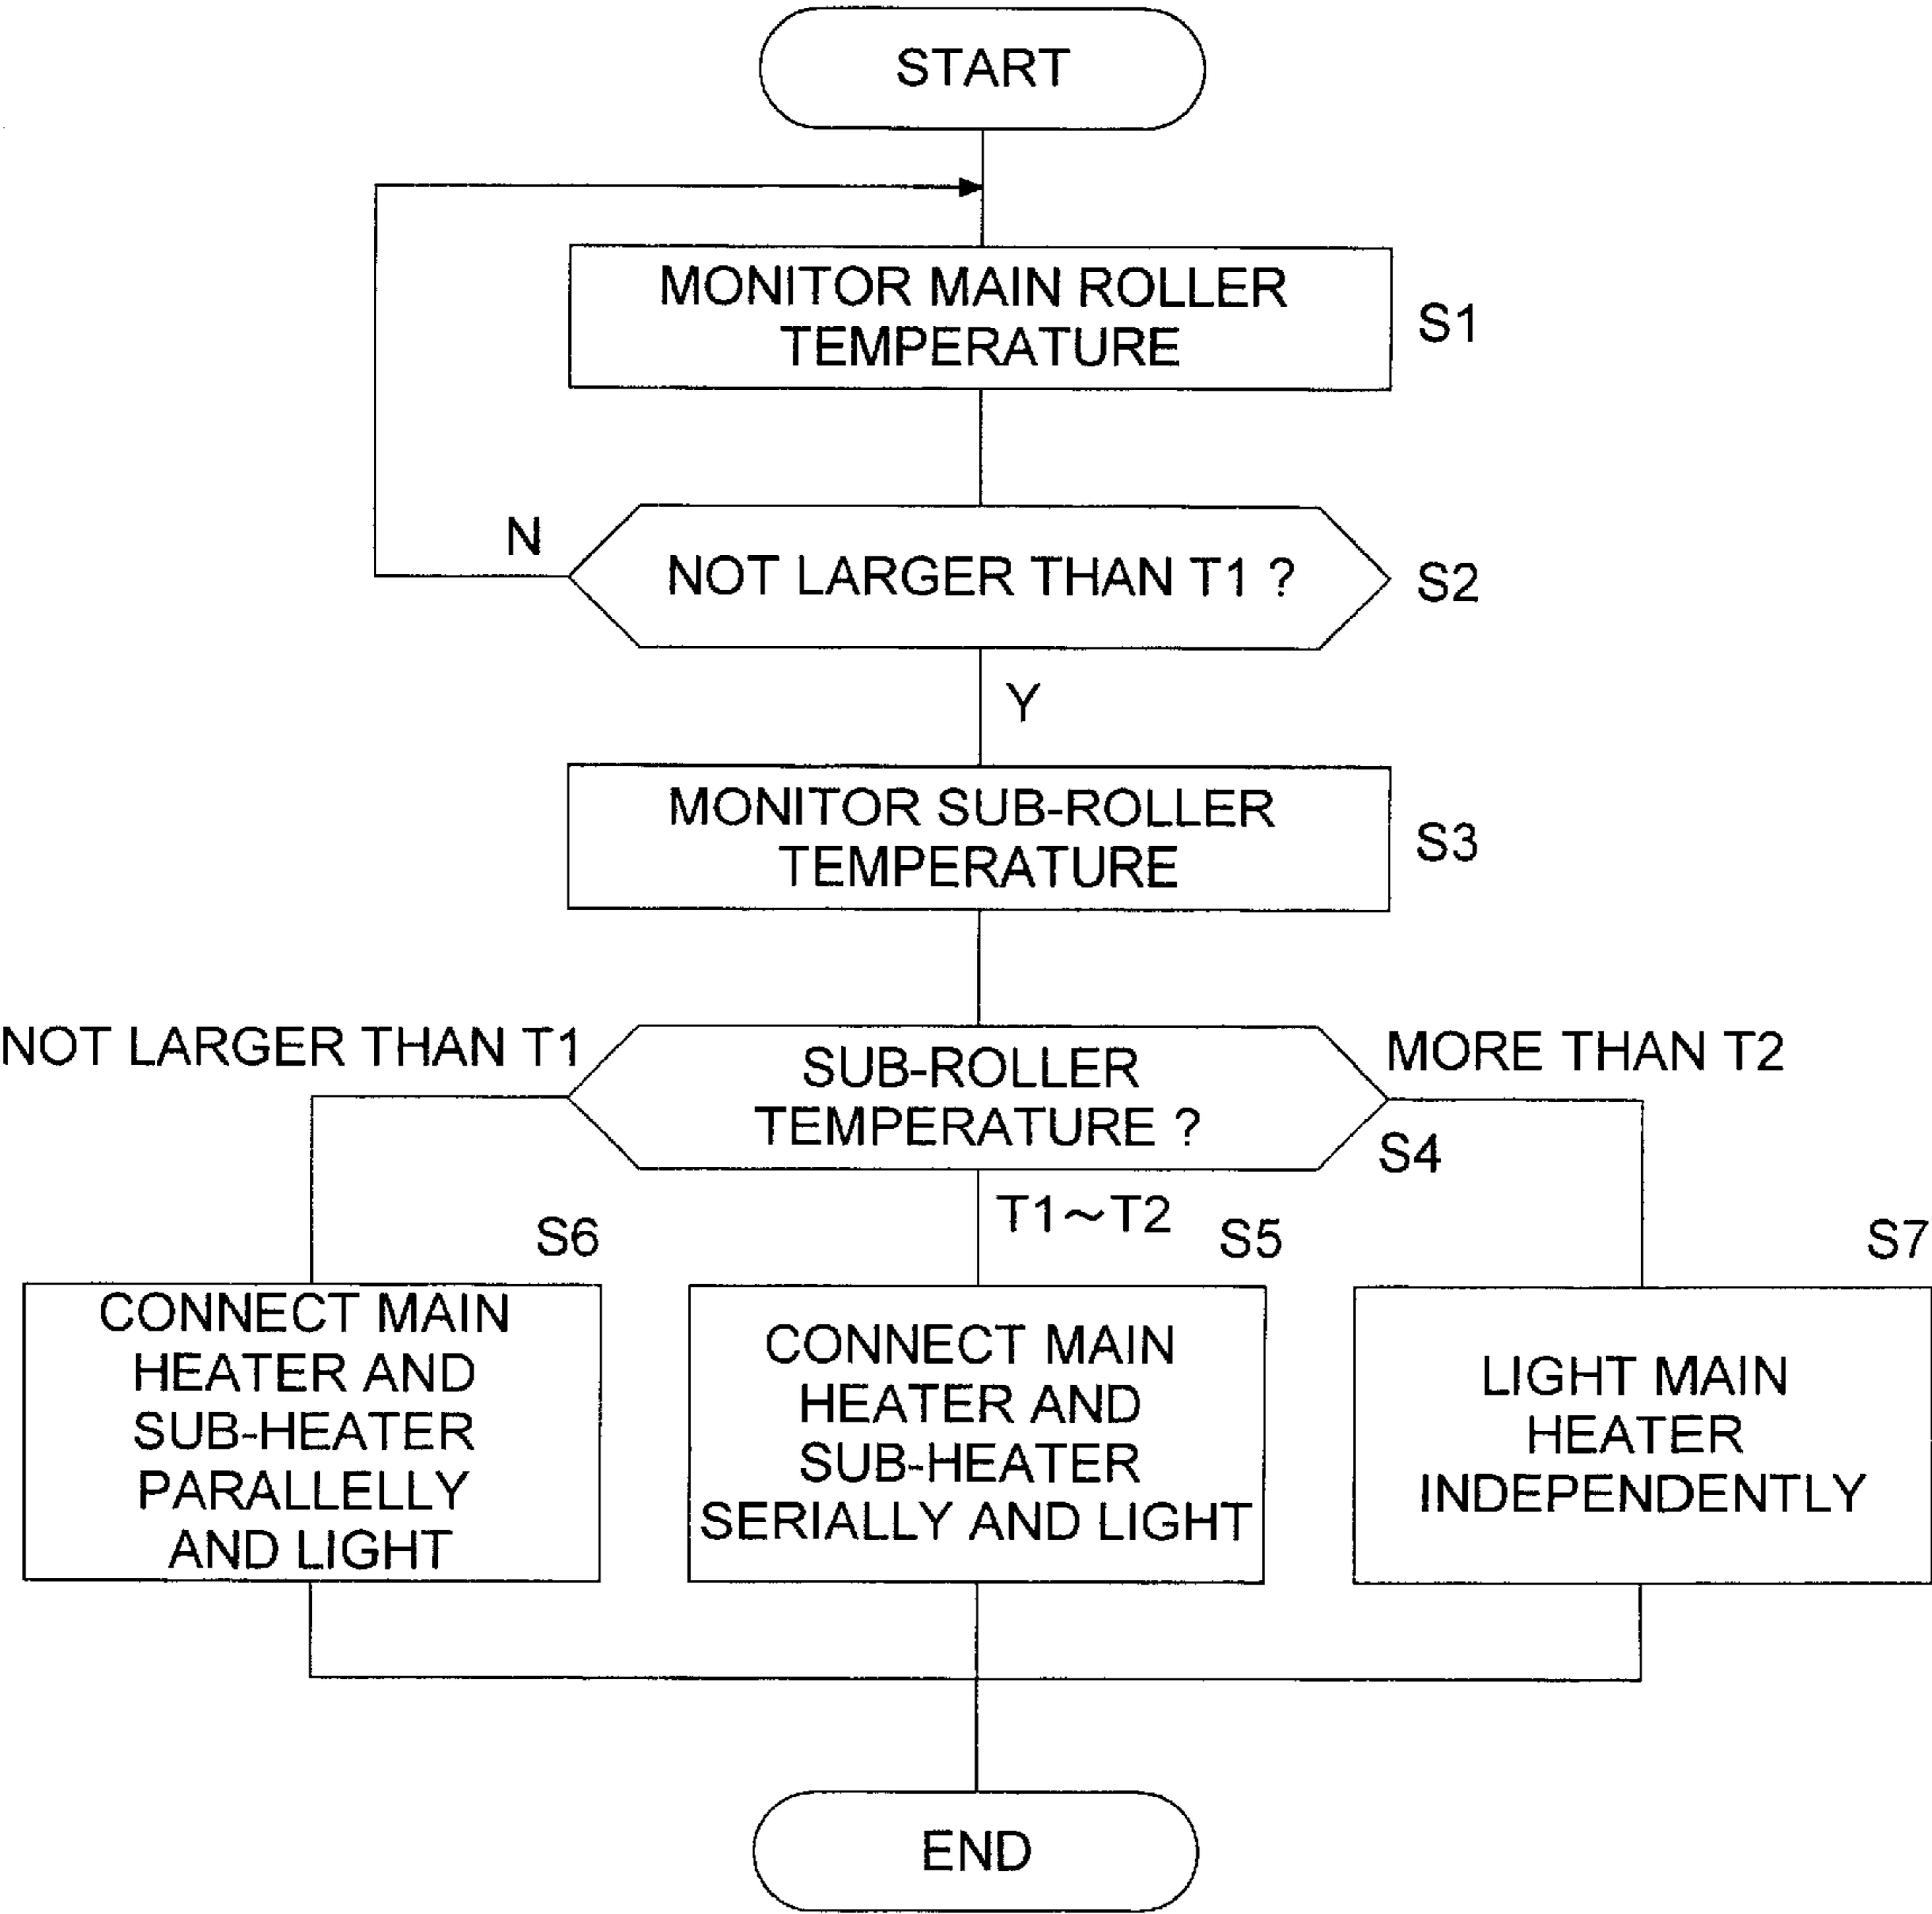 START
MONITOR MAIN ROLLER
TEMPERATURE
S1
N
NOT LARGER THAN T1 ?
S2
Y
MONITOR SUB-ROLLER
TEMPERATURE
S3
NOT LARGER THAN T1
SUB-ROLLER
TEMPERATURE ?
MORE THAN T2
S4
T1~T2
S6
CONNECT MAIN
HEATER AND
SUB-HEATER
PARALLELLY
AND LIGHT
S5
CONNECT MAIN
HEATER AND
SUB-HEATER
SERIALLY AND LIGHT
S7
LIGHT MAIN
HEATER
INDEPENDENTLY
END